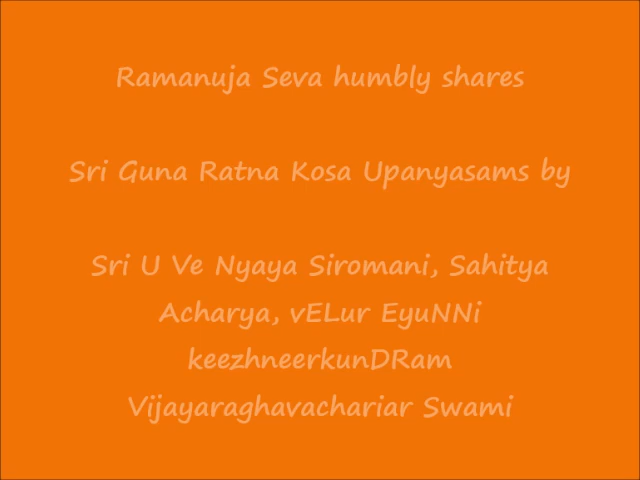 Ramanuja Seva humbly shares
Sri Guna Ratna Kosa Upanyasams by
Sri U Ve Nyaya Siromani, Sahitya
Acharya, vELur EyuNNi
keezhneerkunDRam
Vijayaraghavachariar Swami